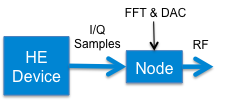 FFT & DAC
I/Q
Samples
RF
HE
Device
Node